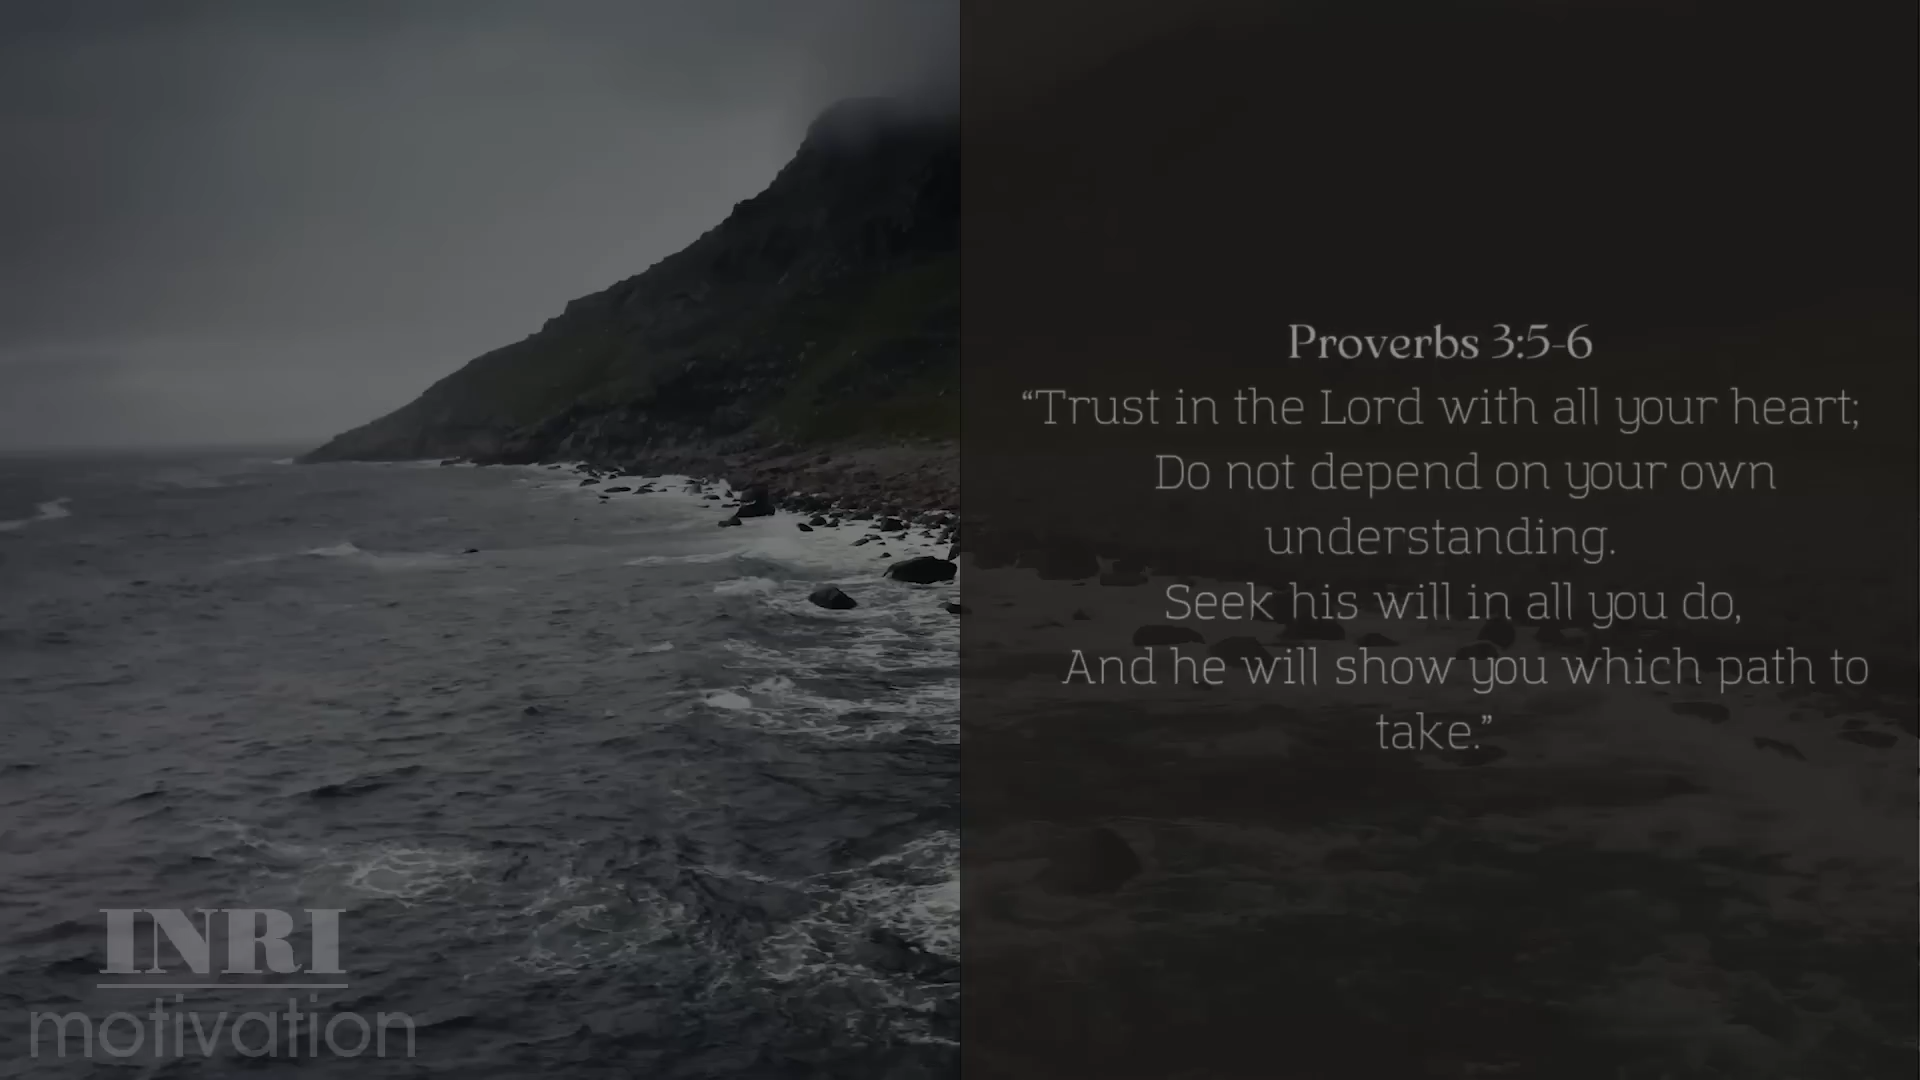 Proverbs 3:5-6
“Trust in the Lord with all your heart;
Do not depend on your own
understanding.
Seek his will in all you do,
And he will show you which path to
take.”
INRI
motivation